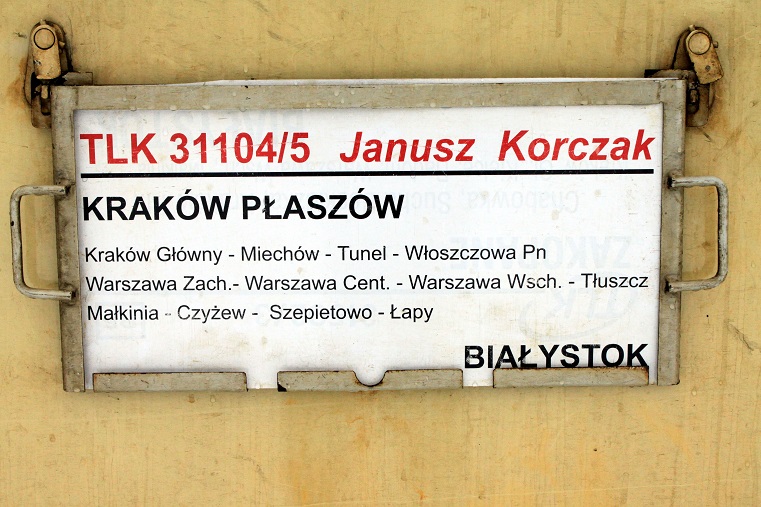 TLK 31104/5 Janusz Korczak
KRAKÓW PŁASZÓW
Kraków Główny - Miechów - Tunel - Włoszczowa Pn
Warszawa Zach.- Warszawa Cent. - Warszawa Wsch. - Tłuszcz
Małkinia - Czyżew - Szepietowo - Łapy
BIAŁYSTOK